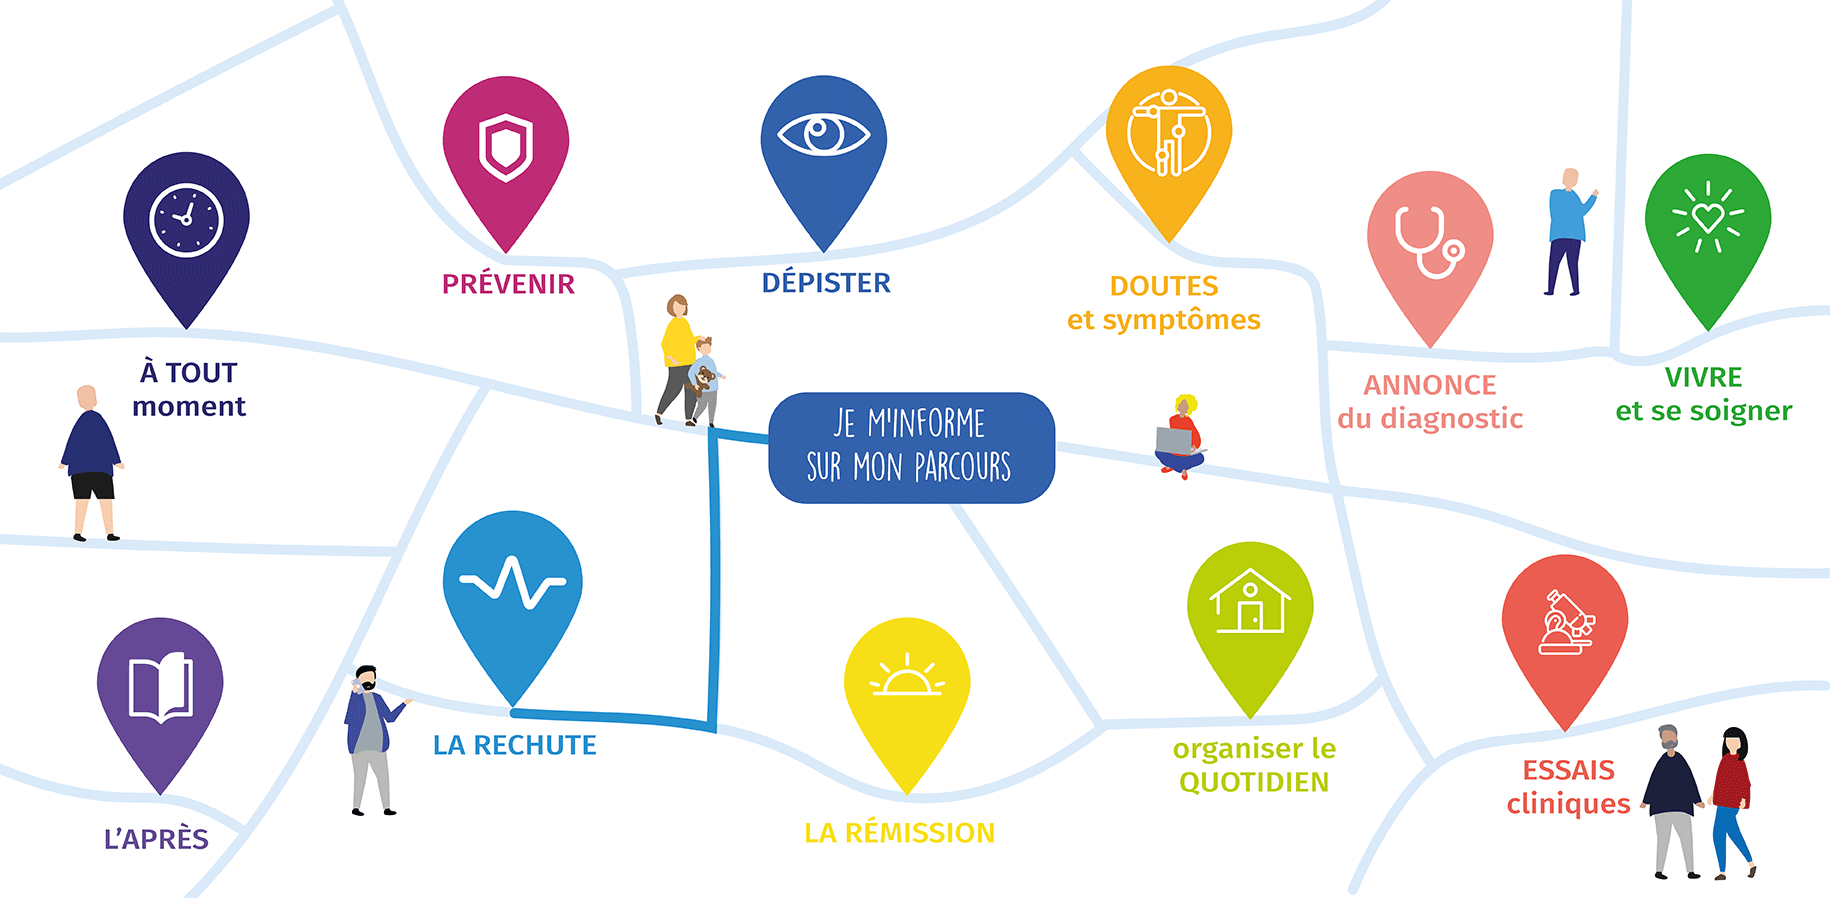 PRÉVENIR
DÉPISTER
DOUTES
et symptômes
À TOUT
moment
ANNONCE
du diagnostic
VIVRE
et se soigner
JE M'INFORME
SUR MON PARCOURS
LA RECHUTE
organiser le
QUOTIDIEN
ESSAIS
cliniques
L’APRÈS
LA RÉMISSION